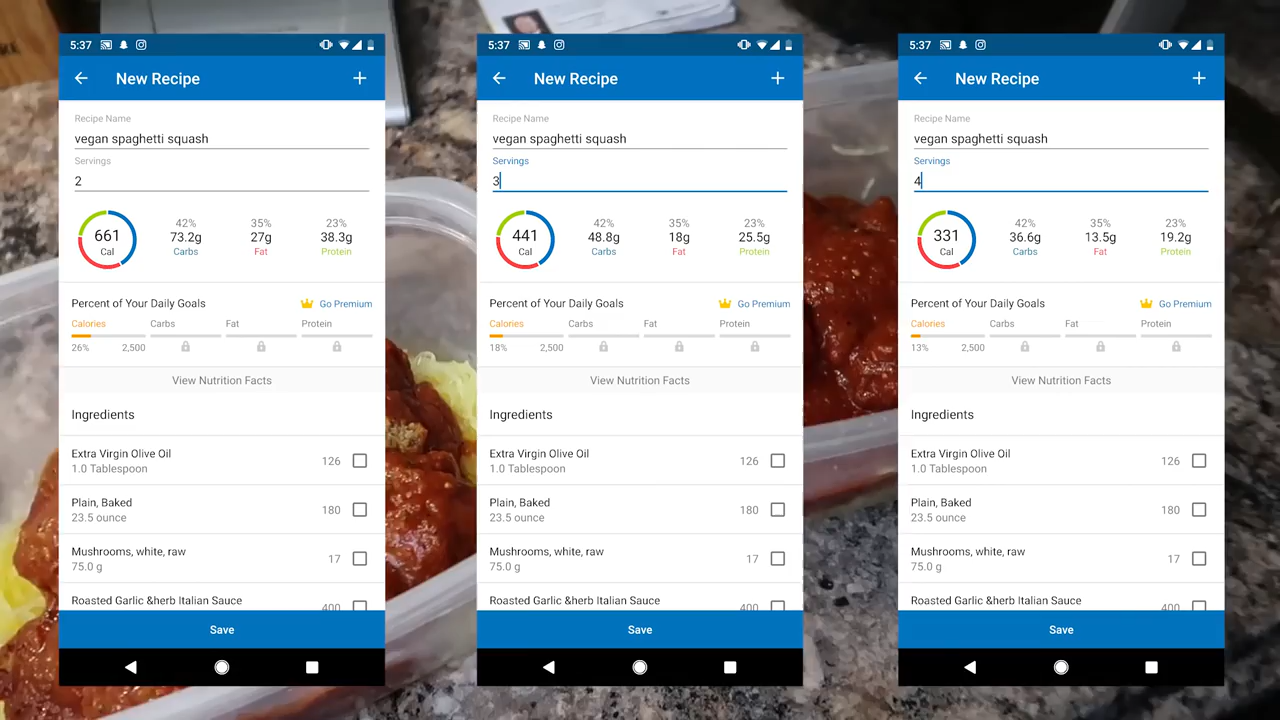 5:37
New Recipe
Recipe Name
vegan spaghetti squash
Servings
2
661
Cal
42% 35% 23%
73.2g 27g 38.3g
Carbs Fat Protein
Percent of Your Daily Goals Go Premium
Calories Carbs Fat Protein
26% 2,500
View Nutrition Facts
Ingredients
Extra Virgin Olive Oil
1.0 Tablespoon
126
Plain, Baked
23.5 ounce
180
Mushrooms, white, raw
75.0 g
17
Roasted Garlic &herb Italian Sauce
400
Save
5:37
New Recipe
Recipe Name
vegan spaghetti squash
Servings
3
441
Cal
42% 35% 23%
48.8g 18g 25.5g
Carbs Fat Protein
Percent of Your Daily Goals Go Premium
Calories Carbs Fat Protein
18% 2,500
View Nutrition Facts
Ingredients
Extra Virgin Olive Oil
1.0 Tablespoon
126
Plain, Baked
23.5 ounce
180
Mushrooms, white, raw
75.0 g
17
Roasted Garlic &herb Italian Sauce
400
Save
5:37
New Recipe
Recipe Name
vegan spaghetti squash
Servings
4
331
Cal
42% 35% 23%
36.6g 13.5g 19.2g
Carbs Fat Protein
Percent of Your Daily Goals Go Premium
Calories Carbs Fat Protein
13% 2,500
View Nutrition Facts
Ingredients
Extra Virgin Olive Oil
1.0 Tablespoon
126
Plain, Baked
23.5 ounce
180
Mushrooms, white, raw
75.0 g
17
Roasted Garlic &herb Italian Sauce
400
Save